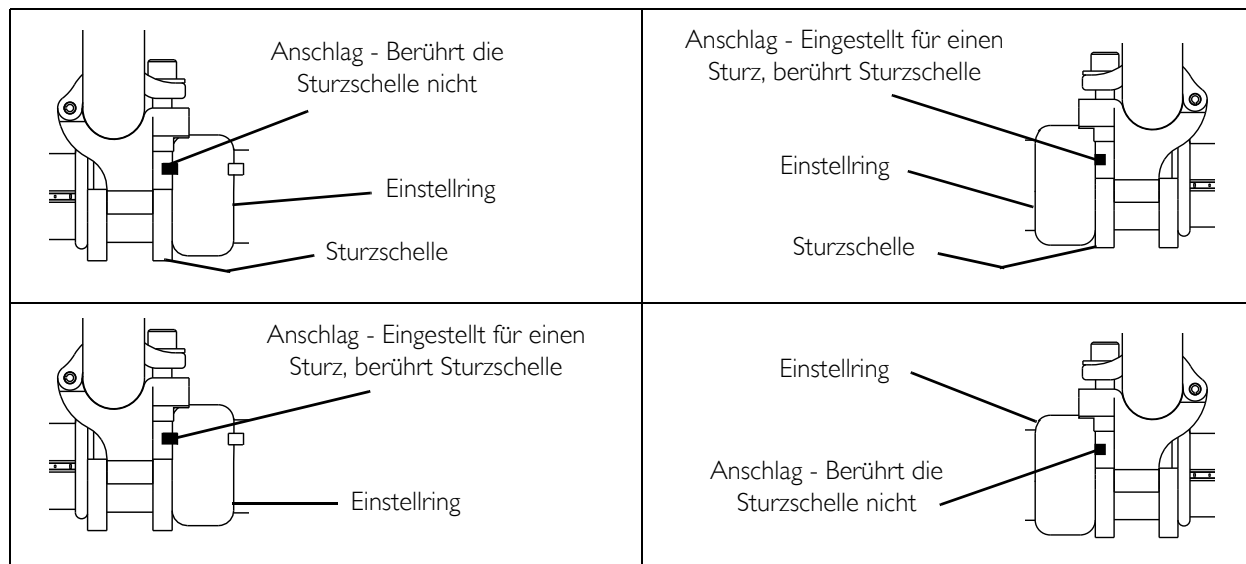 Anschlag - Berührt die
Sturzschelle nicht
Einstellring
Sturzschelle
Anschlag - Eingestellt für einen
Sturz, berührt Sturzschelle
Einstellring
Sturzschelle
Anschlag - Eingestellt für einen
Sturz, berührt Sturzschelle
Einstellring
Einstellring
Anschlag - Berührt die
Sturzschelle nicht